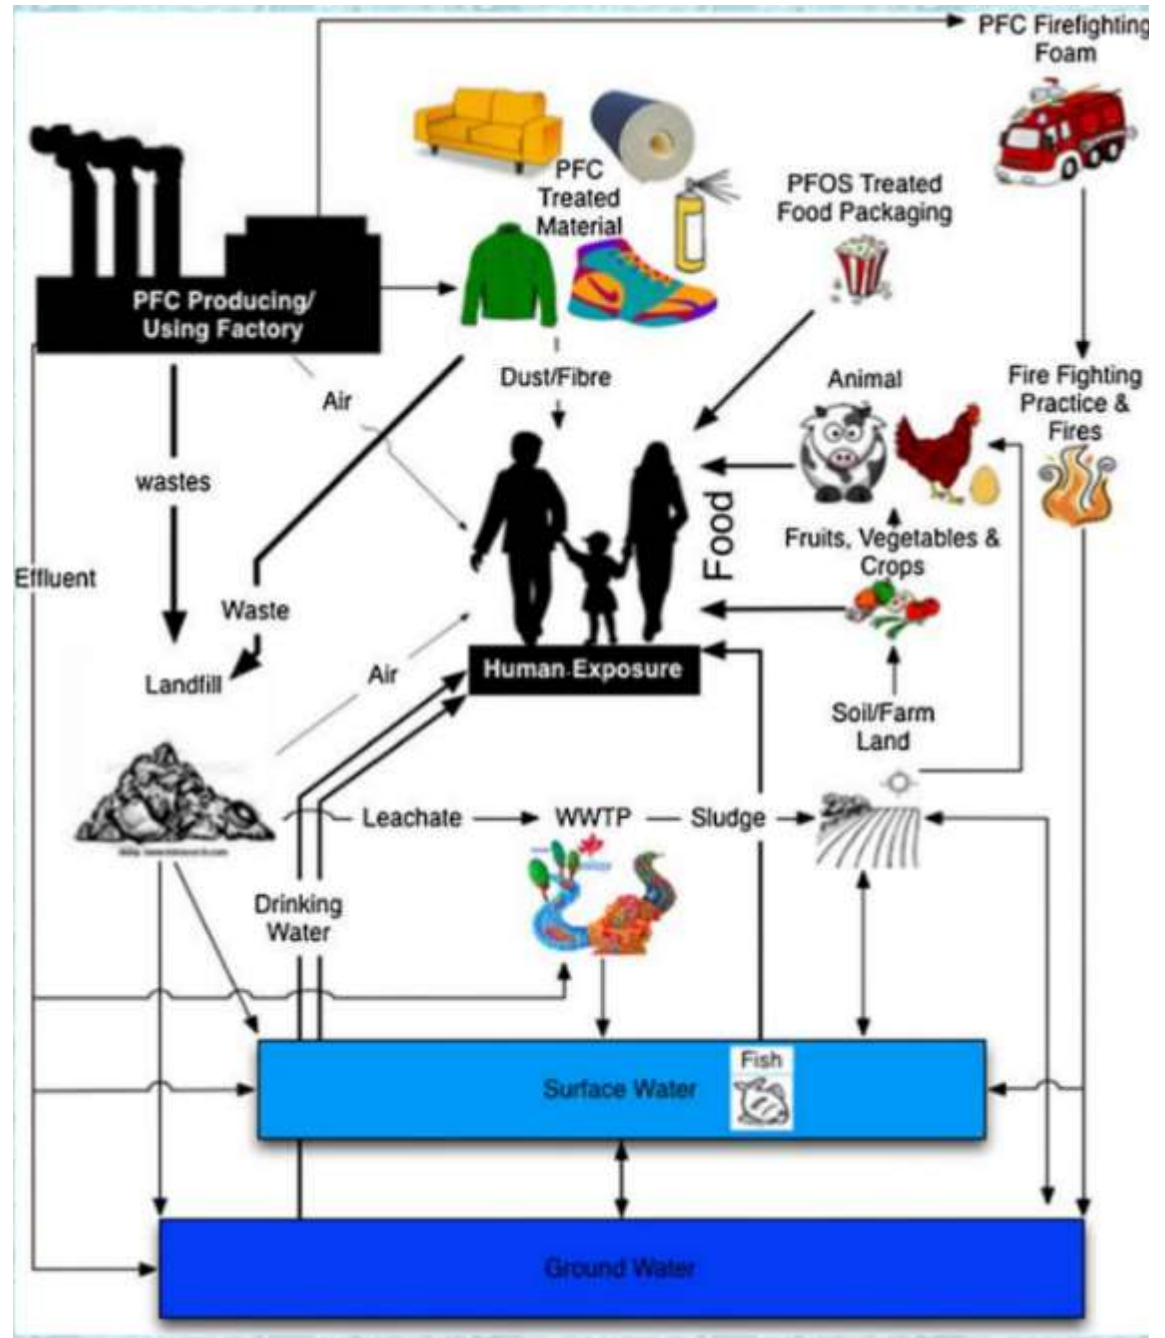 PFC Firefighting
Foam
PFC
Treated
Material
PFOS Treated
Food Packaging
PFC Producing/
Using Factory
Dust/Fibre
Air
Animal
Fire Fighting
Practice &
Fires
wastes
Food
Fruits, Vegetables &
Crops
Effluent
Waste
Landfill
Air
Human Exposure
Soil/Farm
Land
Leachate
WWTP
Sludge
Drinking
Water
Fish
Surface Water
Ground Water